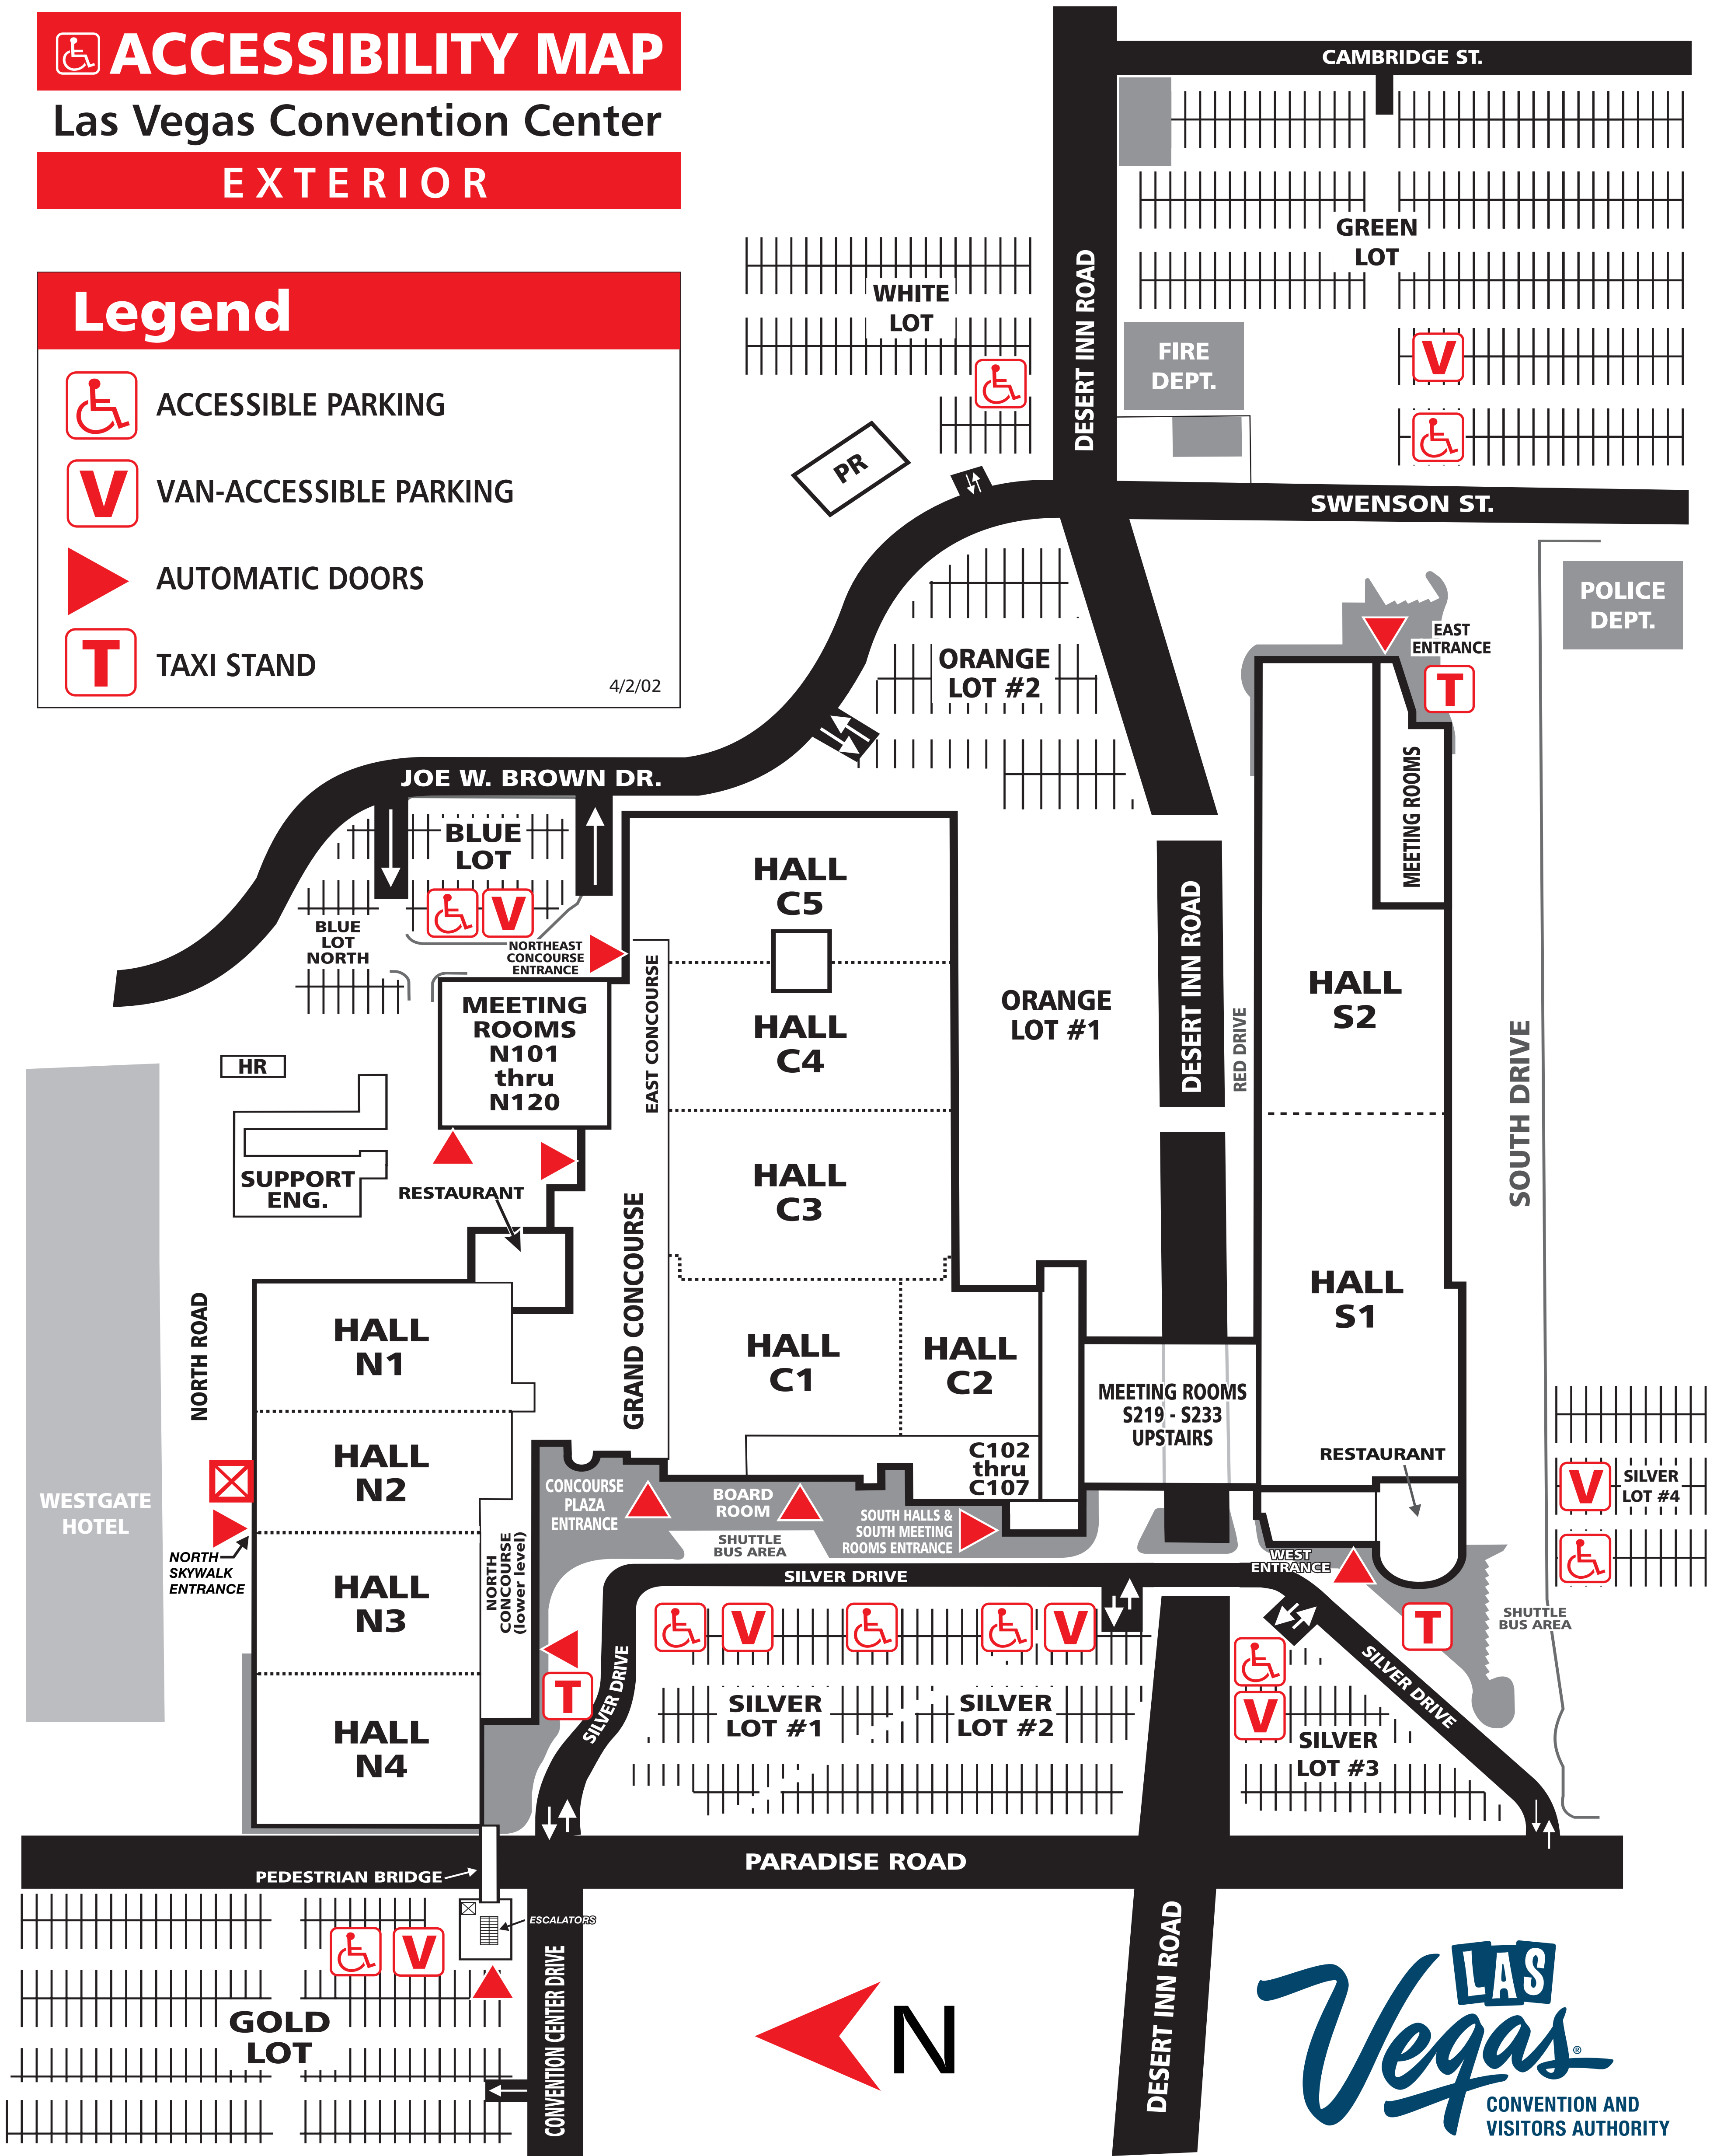 ACCESSIBILITY MAP
Las Vegas Convention Center
EXTERIOR
Legend
ACCESSIBLE PARKING
V
VAN-ACCESSIBLE PARKING
AUTOMATIC DOORS
T
TAXI STAND
4/2/02
CAMBRIDGE ST.
GREEN
LOT
WHITE
LOT
DESERT INN ROAD
FIRE
DEPT.
V
PR
SWENSON ST.
POLICE
DEPT.
EAST
ENTRANCE
T
ORANGE
LOT #2
MEETING ROOMS
JOE W. BROWN DR.
BLUE
LOT
V
BLUE
LOT
NORTH
NORTHEAST
CONCOURSE
ENTRANCE
HALL
C5
MEETING
ROOMS
N101
thru
N120
EAST CONCOURSE
HALL
C4
ORANGE
LOT #1
DESERT INN ROAD
RED DRIVE
HALL
S2
SOUTH DRIVE
HR
SUPPORT
ENG.
RESTAURANT
HALL
C3
GRAND CONCOURSE
NORTH ROAD
HALL
N1
HALL
C1
HALL
C2
HALL
S1
MEETING ROOMS
S219 - S233
UPSTAIRS
HALL
N2
C102
thru
C107
RESTAURANT
V
SILVER
LOT #4
WESTGATE
HOTEL
CONCOURSE
PLAZA
ENTRANCE
BOARD
ROOM
SHUTTLE
BUS AREA
SOUTH HALLS &
SOUTH MEETING
ROOMS ENTRANCE
NORTH
SKYWALK
ENTRANCE
NORTH
CONCOURSE
(lower level)
WEST
ENTRANCE
SILVER DRIVE
HALL
N3
V
V
T
SHUTTLE
BUS AREA
T
SILVER DRIVE
SILVER
LOT #1
SILVER
LOT #2
V
SILVER
LOT #3
SILVER DRIVE
HALL
N4
PARADISE ROAD
PEDESTRIAN BRIDGE
ESCALATORS
V
GOLD
LOT
CONVENTION CENTER DRIVE
N
DESERT INN ROAD
LAS
Vegas®
CONVENTION AND
VISITORS AUTHORITY